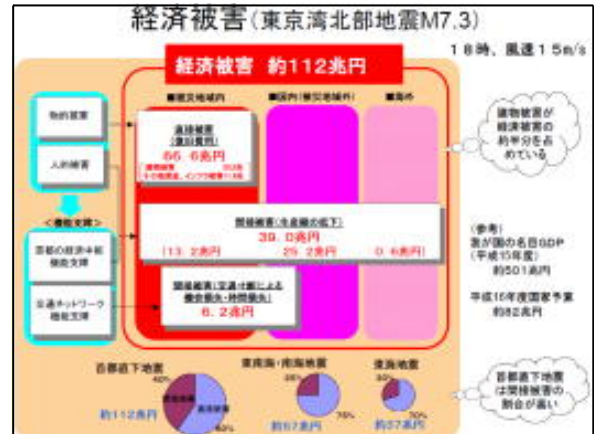 経済被害(東京湾北部地震M7.3)
18時、風速15m/s
経済被害 約112兆円
■被災地域内
■国内(被災地域外)
■海外
物的被害
人的被害
<機能支障>
首都の経済中枢
機能支障
交通ネットワーク
機能支障
直接被害
(復旧費用)
66.6兆円
間接被害(生産額の低下)
39.0兆円
(13.2兆円 25.2兆円 0.6兆円)
間接被害(交通寸断による
機会損失・時間損失)
6.2兆円
建物被害が
経済被害の
約半分を占
めている
(参考)
我が国の名目GDP
(平成15年度)
約501兆円
平成16年度国家予算
約82兆円
首都直下地震
40%
60%
約112兆円
東南海・南海地震
75%
約57兆円
東海地震
30%
70%
約37兆円
首都直下地震
は間接被害の
割合が高い